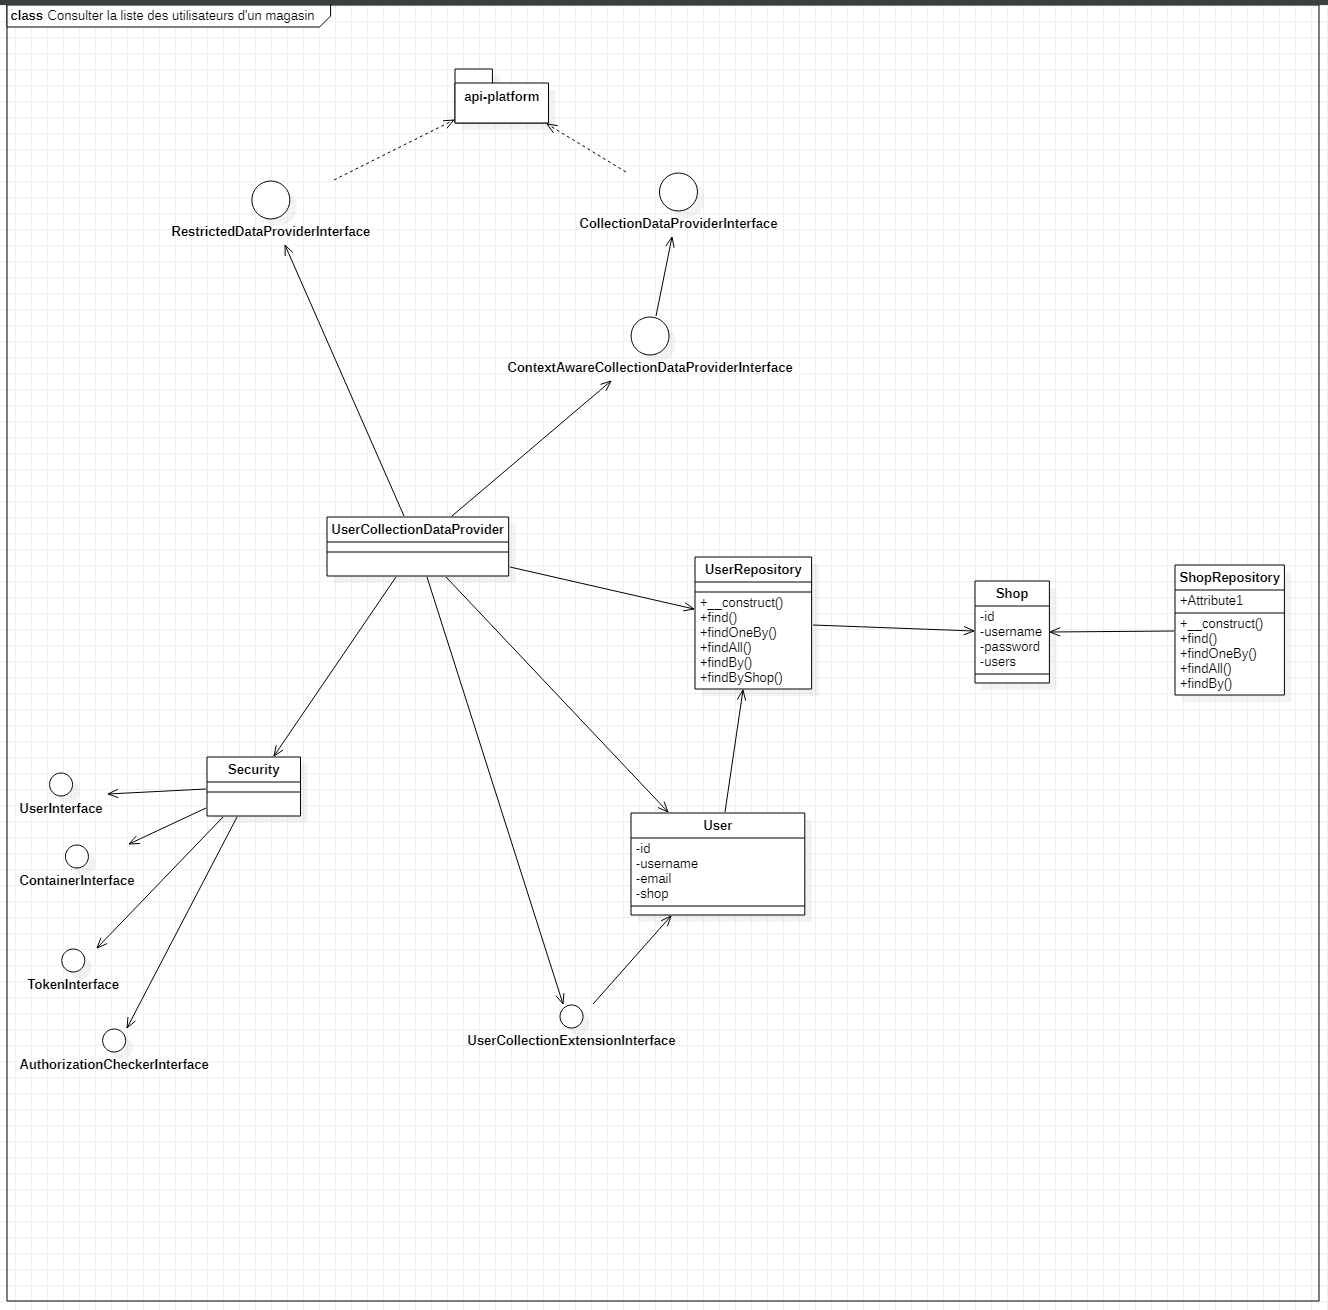 class Consulter la liste des utilisateurs d'un magasin
api-platform
RestrictedDataProviderInterface
CollectionDataProviderInterface
ContextAwareCollectionDataProviderInterface
UserCollectionDataProvider
UserRepository
+__construct()
+find()
+findOneBy()
+findAll()
+findBy()
+findByShop()
Shop
-id
-username
-password
-users
ShopRepository
+Attribute1
+__construct()
+find()
+findOneBy()
+findAll()
+findBy()
Security
UserInterface
ContainerInterface
TokenInterface
AuthorizationCheckerInterface
User
-id
-username
-email
-shop
UserCollectionExtensionInterface